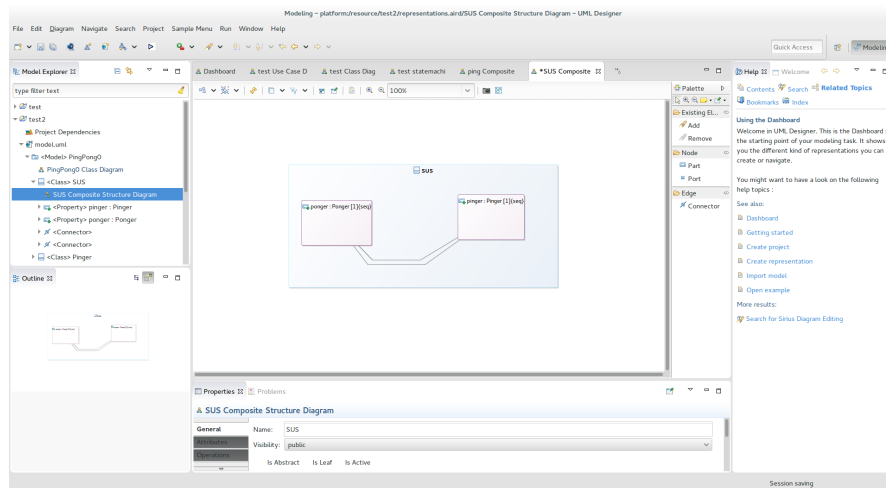 Modeling – platform:/resource/test2/representations.aird/SUS Composite Structure Diagram – UML Designer
File Edit Diagram Navigate Search Project Sample Menu Run Window Help
Quick Access
Modeling
Model Explorer
type filter text
test
test2
Project Dependencies
model.uml
<Model> PingPong0
PingPong0 Class Diagram
<Class> SUS
SUS Composite Structure Diagram
<Property> pinger : Pinger
<Property> ponger : Ponger
<Connector>
<Connector>
<Class> Pinger
Outline
Dashboard
test Use Case D
test Class Diag
test statemachi
ping Composite
*SUS Composite
100%
SUS
ponger : Ponger [1]{seq}
pinger : Pinger [1]{seq}
Palette
Existing El...
Add
Remove
Node
Part
Port
Edge
Connector
Properties
Problems
SUS Composite Structure Diagram
General
Attributes
Operations
Name: SUS
Visibility: public
Is Abstract Is Leaf Is Active
Help
Welcome
Contents Search Related Topics
Bookmarks Index
Using the Dashboard
Welcome in UML Designer. This is the Dashboard
the starting point of your modeling task. It shows
you the different kind of representations you can
create or navigate.
You might want to have a look on the following
help topics :
See also:
Dashboard
Getting started
Create project
Create representation
Import model
Open example
More results:
Search for Sirius Diagram Editing
Session saving